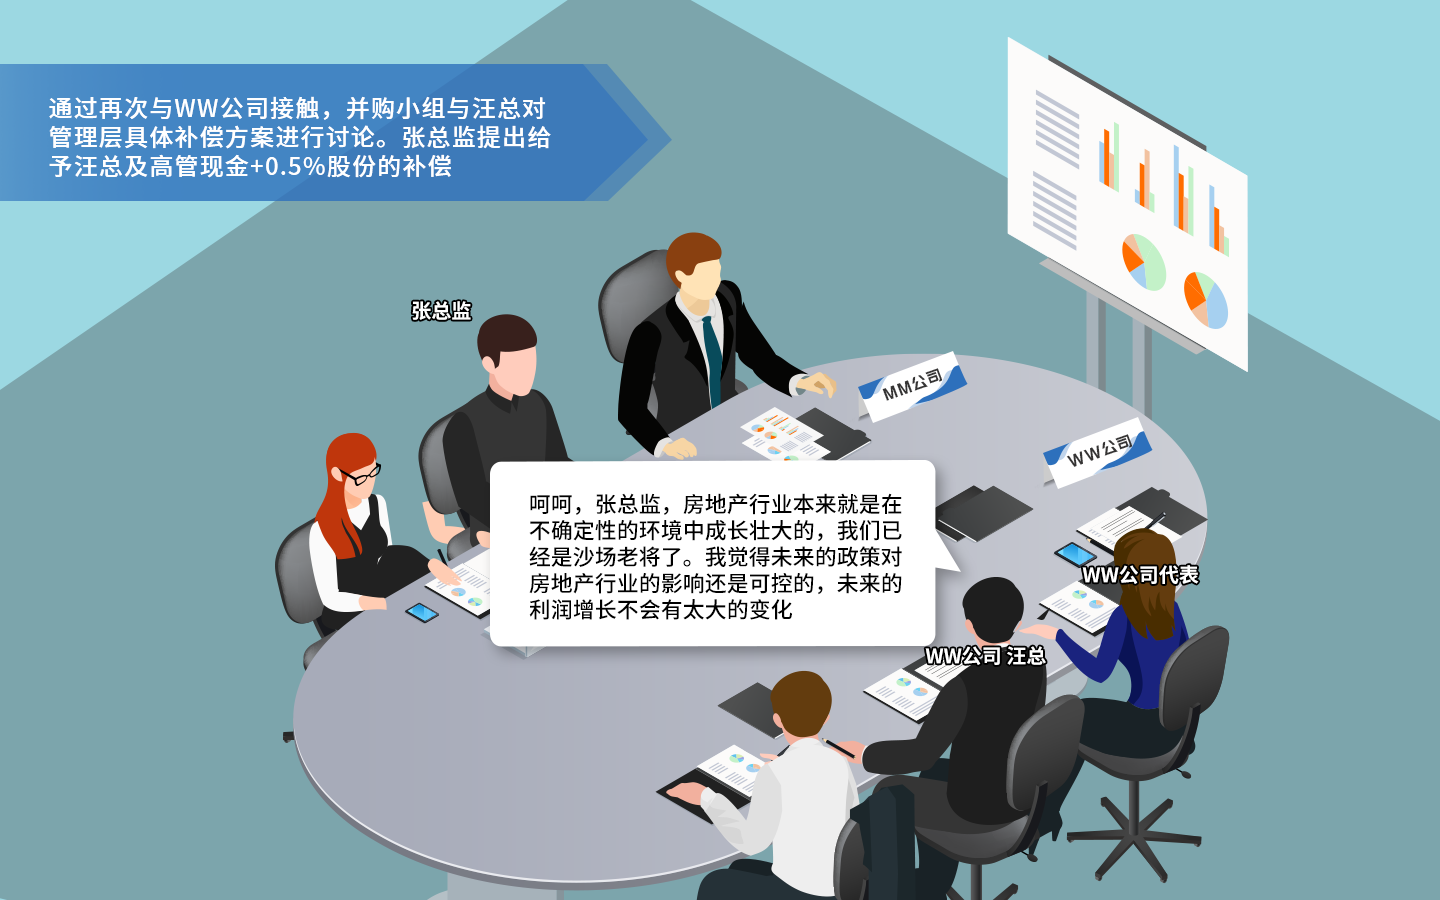 通过再次与WW公司接触，并购小组与汪总对
管理层具体补偿方案进行讨论。张总监提出给
予汪总及高管现金+0.5%股份的补偿
张总监
MM公司
WW公司
呵呵，张总监，房地产行业本来就是在
不确定性的环境中成长壮大的，我们已
经是沙场老将了。我觉得未来的政策对
房地产行业的影响还是可控的，未来的
利润增长不会有太大的变化
WW公司代表
WW公司 汪总